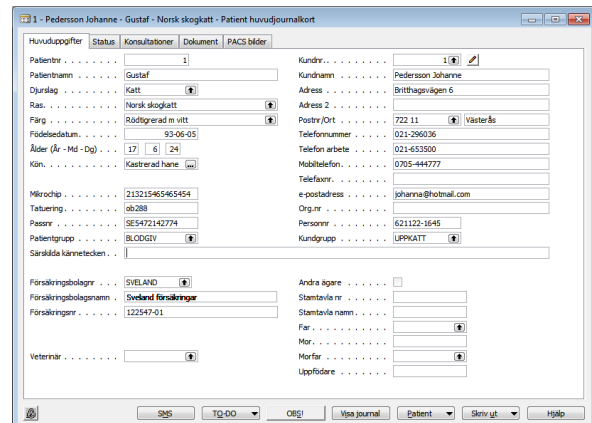 1 - Pedersson Johanne - Gustaf - Norsk skogkatt - Patient huvudjournalkort
Huvuduppgifter Status Konsultationer Dokument PACS bilder
Patientnr . . . . . . . . 1
Patientnamn . . . . . . Gustaf
Djurslag . . . . . . . . Katt
Ras. . . . . . . . . . . Norsk skogkatt
Färg . . . . . . . . . . Rödtigrerad m vitt
Födelsedatum. . . . . . 93-06-05
Ålder (År - Md - Dg) . . . 17 6 24
Kön. . . . . . . . . . . Kastrerad hane ...
Mikrochip . . . . . . . 213215465465454
Tatuering . . . . . . . . ob288
Passnr . . . . . . . . . SE5472142774
Patientgrupp . . . . . . BLODGIV
Särskilda kännetecken . .
Försäkringsbolagnr . . . SVELAND
Försäkringsbolagsnamn . Sveland försäkringar
Försäkringsnr . . . . . 122547-01
Veterinär . . . . . . . .
Kundnr. . . . . . . . . . 1
Kundnamn . . . . . . . Pedersson Johanne
Adress . . . . . . . . . Britthagsvägen 6
Adress 2 . . . . . . . .
Postnr/Ort . . . . . . . 722 11 Västerås
Telefonnummer . . . . . 021-296036
Telefon arbete . . . . . 021-653500
Mobiltelefon. . . . . . . 0705-444777
Telefaxnr. . . . . . . .
e-postadress . . . . . . johanna@hotmail.com
Org.nr . . . . . . . . .
Personnr . . . . . . . . 621122-1645
Kundgrupp . . . . . . . UPPKATT
Andra ägare . . . . . .
Stamtavla nr . . . . . .
Stamtavla namn. . . . .
Far . . . . . . . . . . .
Mor. . . . . . . . . . .
Morfar . . . . . . . . .
Uppfödare . . . . . . .
SMS TO-DO OBS! Visa journal Patient Skriv ut Hjälp